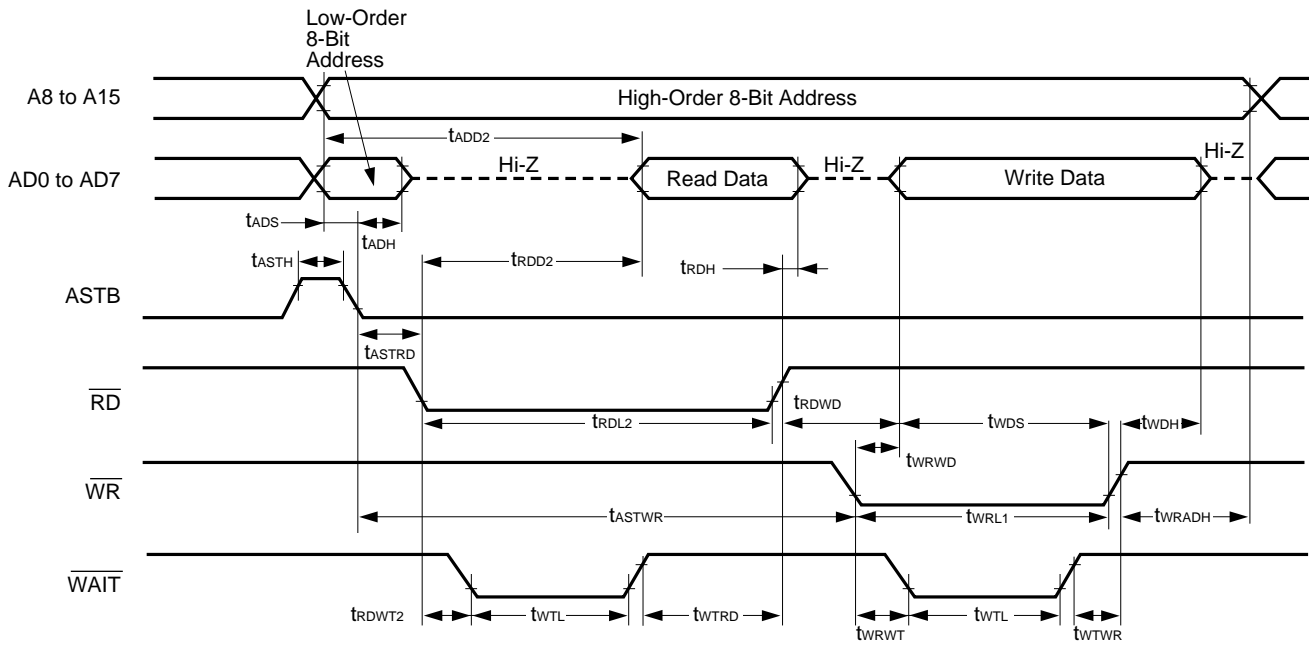 Low-Order
8-Bit
Address
A8 to A15
High-Order 8-Bit Address
tADD2
AD0 to AD7
Hi-Z
Read Data
Hi-Z
Write Data
Hi-Z
tADS
tADH
tASTH
tRDD2
tRDH
ASTB
tASTRD
RD
tRDL2
tRDWD
tWDS
tWDH
tWRWD
WR
tASTWR
tWRL1
tWRADH
WAIT
tRDWT2
tWTL
tWTRD
tWRWT
tWTL
tWTWR